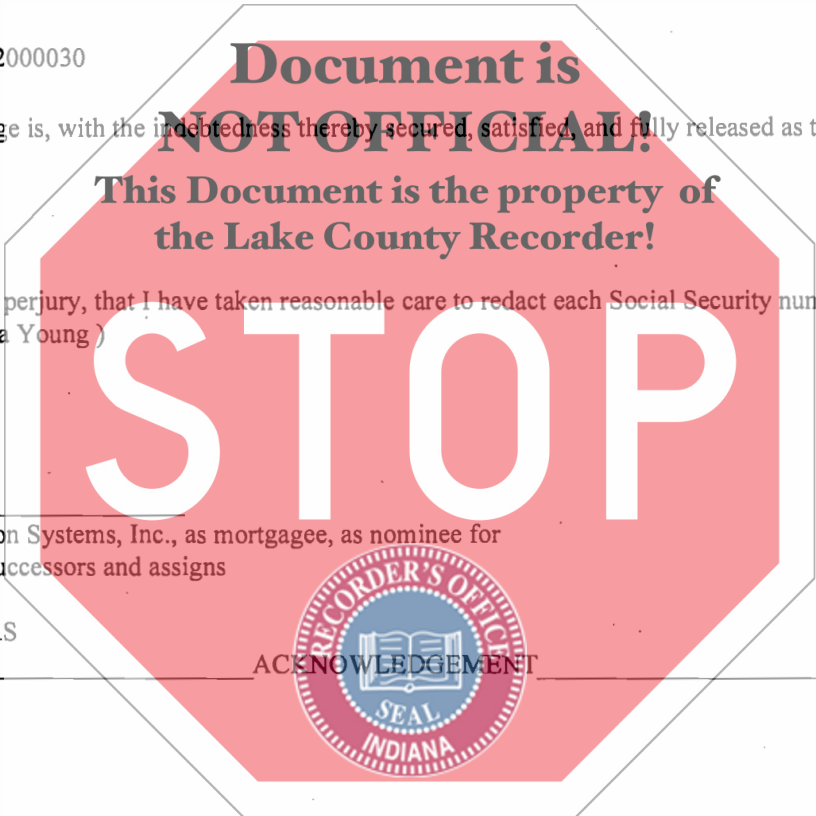 2000030
Document is
NOT OFFICIAL!
ge is, with the indebtedness thereby secured, satisfied, and fully released as t
This Document is the property of
the Lake County Recorder!
perjury, that I have taken reasonable care to redact each Social Security num
a Young )
STOP
on Systems, Inc., as mortgagee, as nominee for
uccessors and assigns
RECORDER'S OFFICE
S
ACKNOWLEDGEMENT
SEAL
INDIANA